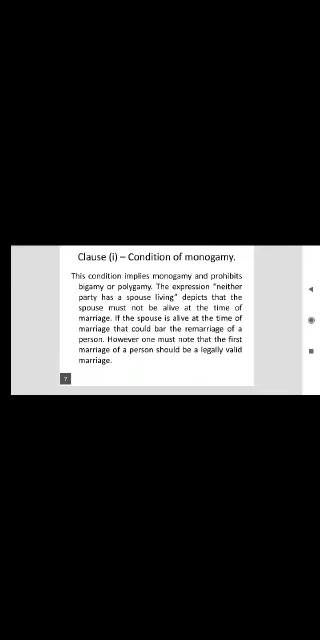 Clause (i) – Condition of monogamy.
This condition implies monogamy and prohibits
bigamy or polygamy. The expression "neither
party has a spouse living" depicts that the
spouse must not be alive at the time of
marriage. If the spouse is alive at the time of
marriage that could bar the remarriage of a
person. However one must note that the first
marriage of a person should be a legally valid
marriage.
7